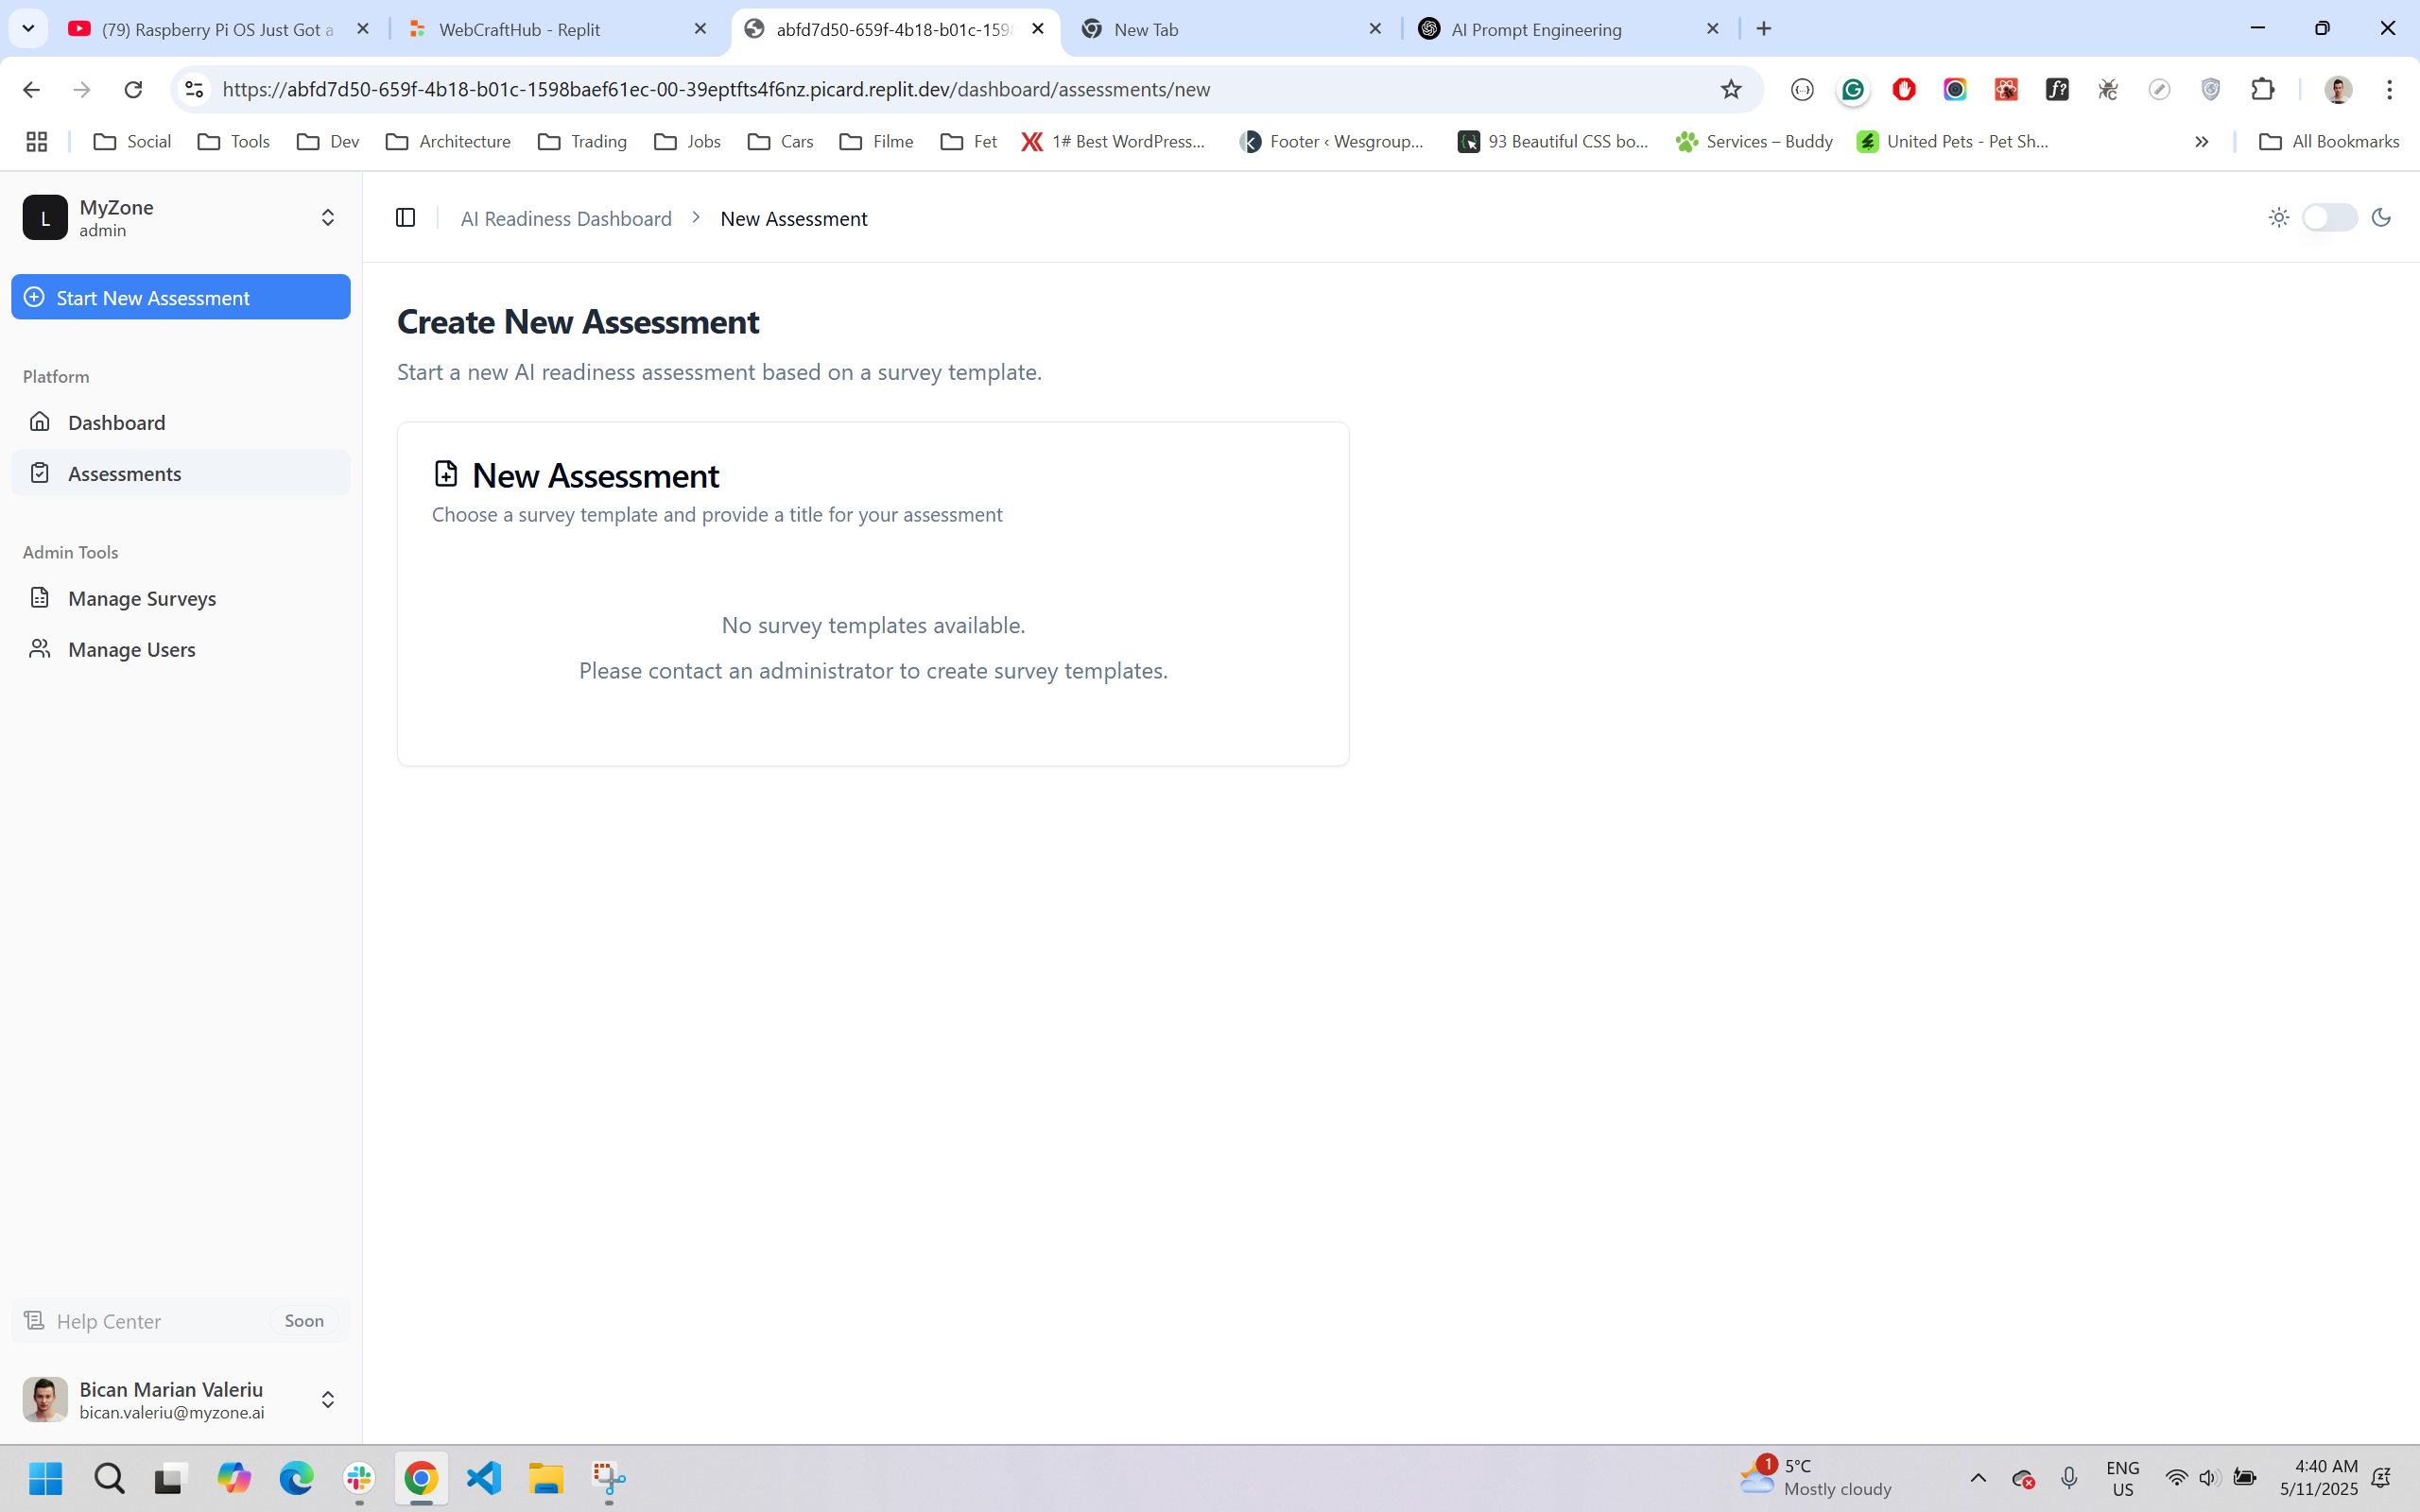 (79) Raspberry Pi OS Just Got a
WebCraftHub - Replit
abfd7d50-659f-4b18-b01c-159
New Tab
AI Prompt Engineering
https://abfd7d50-659f-4b18-b01c-1598baef61ec-00-39eptfts4f6nz.picard.replit.dev/dashboard/assessments/new
Social
Tools
Dev
Architecture
Trading
Jobs
Cars
Filme
Fet
1# Best WordPress...
Footer ‹ Wesgroup...
93 Beautiful CSS bo...
Services – Buddy
United Pets - Pet Sh...
All Bookmarks
L
MyZone
admin
AI Readiness Dashboard
New Assessment
Start New Assessment
Create New Assessment
Start a new AI readiness assessment based on a survey template.
Platform
Dashboard
Assessments
New Assessment
Choose a survey template and provide a title for your assessment
Admin Tools
Manage Surveys
Manage Users
No survey templates available.
Please contact an administrator to create survey templates.
Help Center
Soon
Bican Marian Valeriu
bican.valeriu@myzone.ai
1
5°C
Mostly cloudy
ENG
US
4:40 AM
5/11/2025